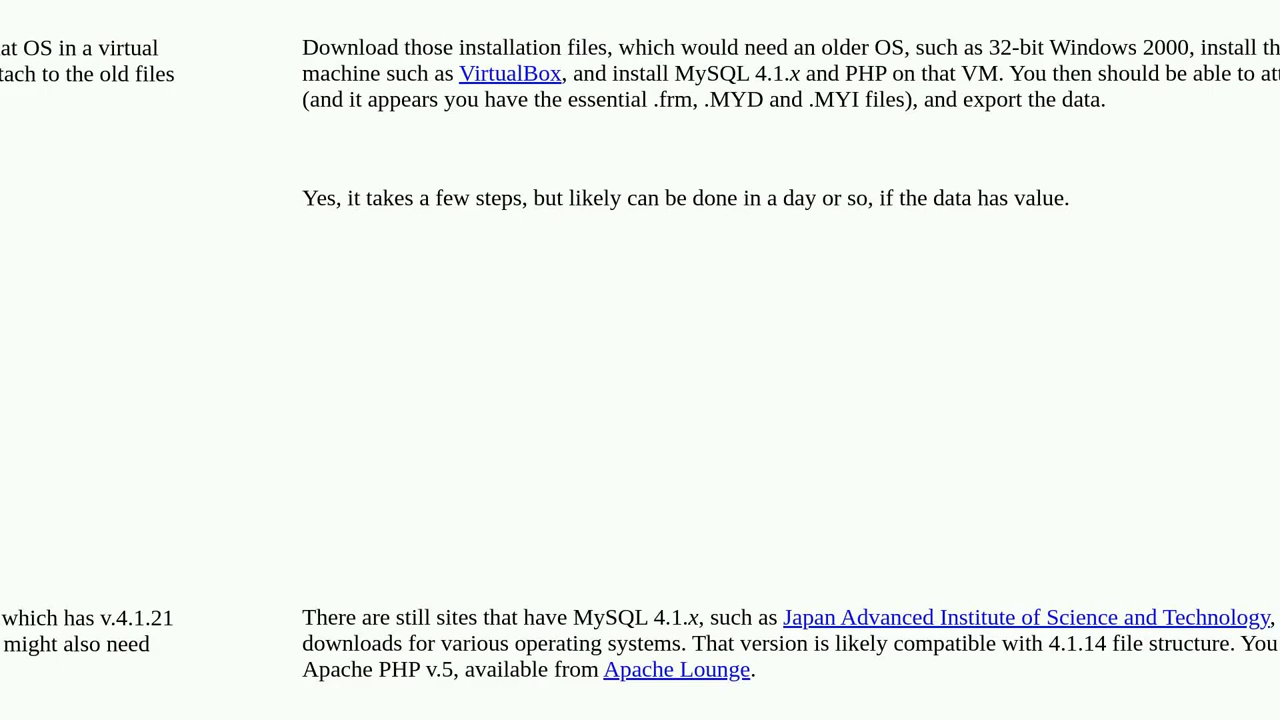 at OS in a virtual
tach to the old files
Download those installation files, which would need an older OS, such as 32-bit Windows 2000, install th
machine such as VirtualBox, and install MySQL 4.1.x and PHP on that VM. You then should be able to att
(and it appears you have the essential .frm, .MYD and .MYI files), and export the data.
Yes, it takes a few steps, but likely can be done in a day or so, if the data has value.
which has v.4.1.21
might also need
There are still sites that have MySQL 4.1.x, such as Japan Advanced Institute of Science and Technology,
downloads for various operating systems. That version is likely compatible with 4.1.14 file structure. You
Apache PHP v.5, available from Apache Lounge.